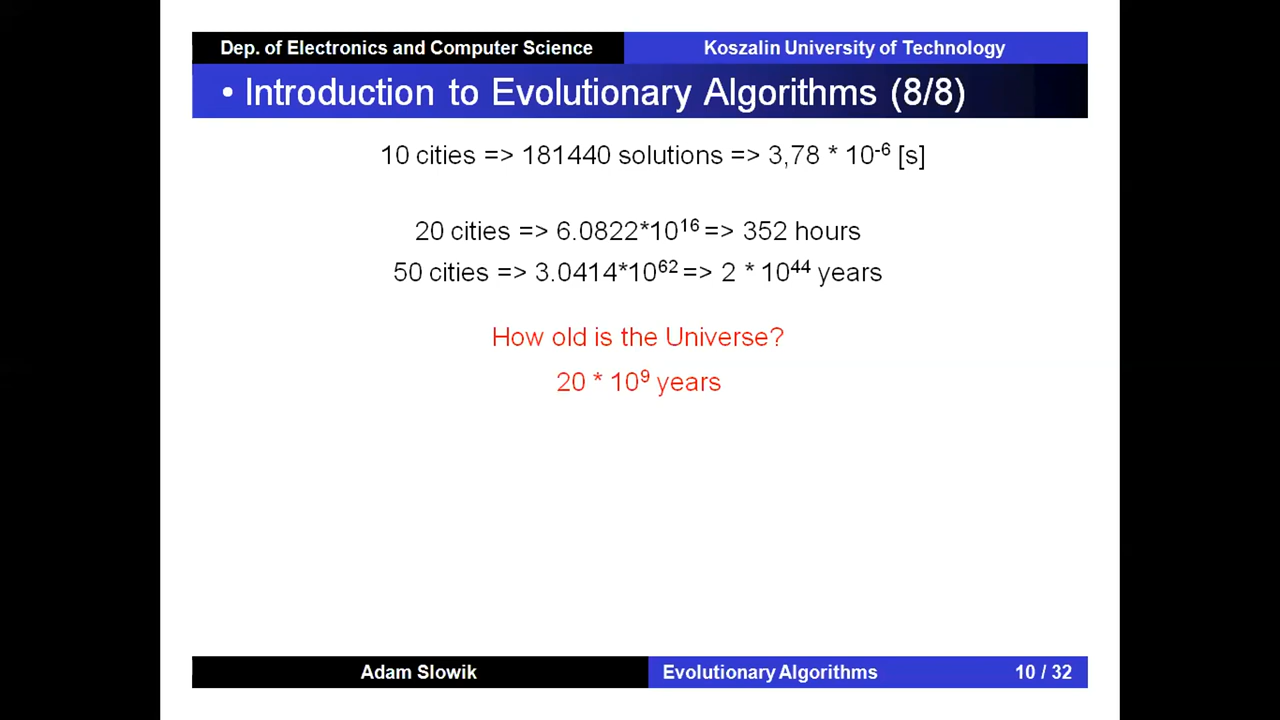 Dep. of Electronics and Computer Science Koszalin University of Technology
• Introduction to Evolutionary Algorithms (8/8)
10 cities => 181440 solutions => 3,78 * 10⁻⁶ [s]
20 cities => 6.0822*10¹⁶ => 352 hours
50 cities => 3.0414*10⁶² => 2 * 10⁴⁴ years
How old is the Universe?
20 * 10⁹ years
Adam Slowik Evolutionary Algorithms 10 / 32